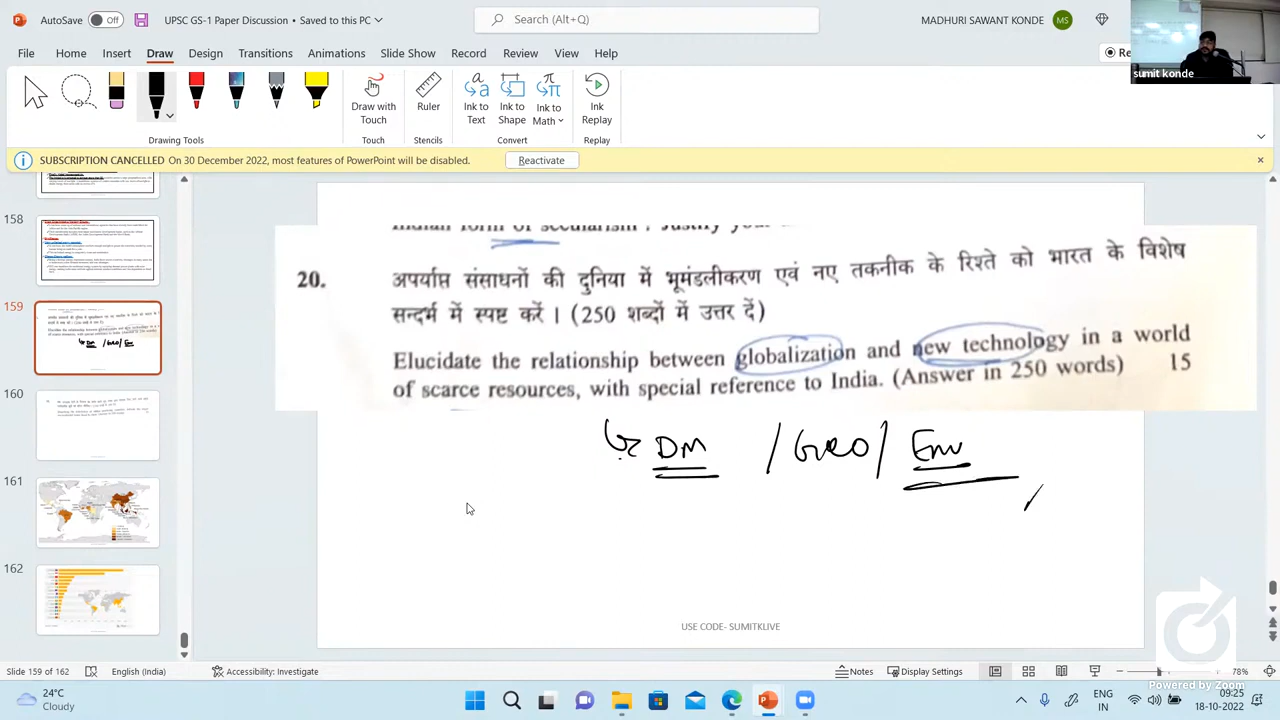 AutoSave Off UPSC GS-1 Paper Discussion • Saved to this PC Search (Alt+Q) MADHURI SAWANT KONDE MS
File Home Insert Draw Design Transitions Animations Slide Show View Help
sumit konde
Draw with Touch Ruler Ink to Text Ink to Shape Ink to Math Ink Replay
Drawing Tools Touch Stencils Convert Replay
SUBSCRIPTION CANCELLED On 30 December 2022, most features of PowerPoint will be disabled. Reactivate
158
159
160
161
162
20. अपर्याप्त संसाधनों की दुनिया में भूमंडलीकरण एवं नए तकनीक के रिश्ते को भारत के विशेष
सन्दर्भ में स्पष्ट करें । (250 शब्दों में उत्तर दें)
Elucidate the relationship between globalization and new technology in a world
of scarce resources, with special reference to India. (Answer in 250 words) 15
DM / Geo / Env
USE CODE- SUMITKLIVE
Powered by Zoom
Slide 159 of 162 English (India) Accessibility: Investigate Notes Display Settings 78%
24°C
Cloudy
ENG
IN
09:25
18-10-2022